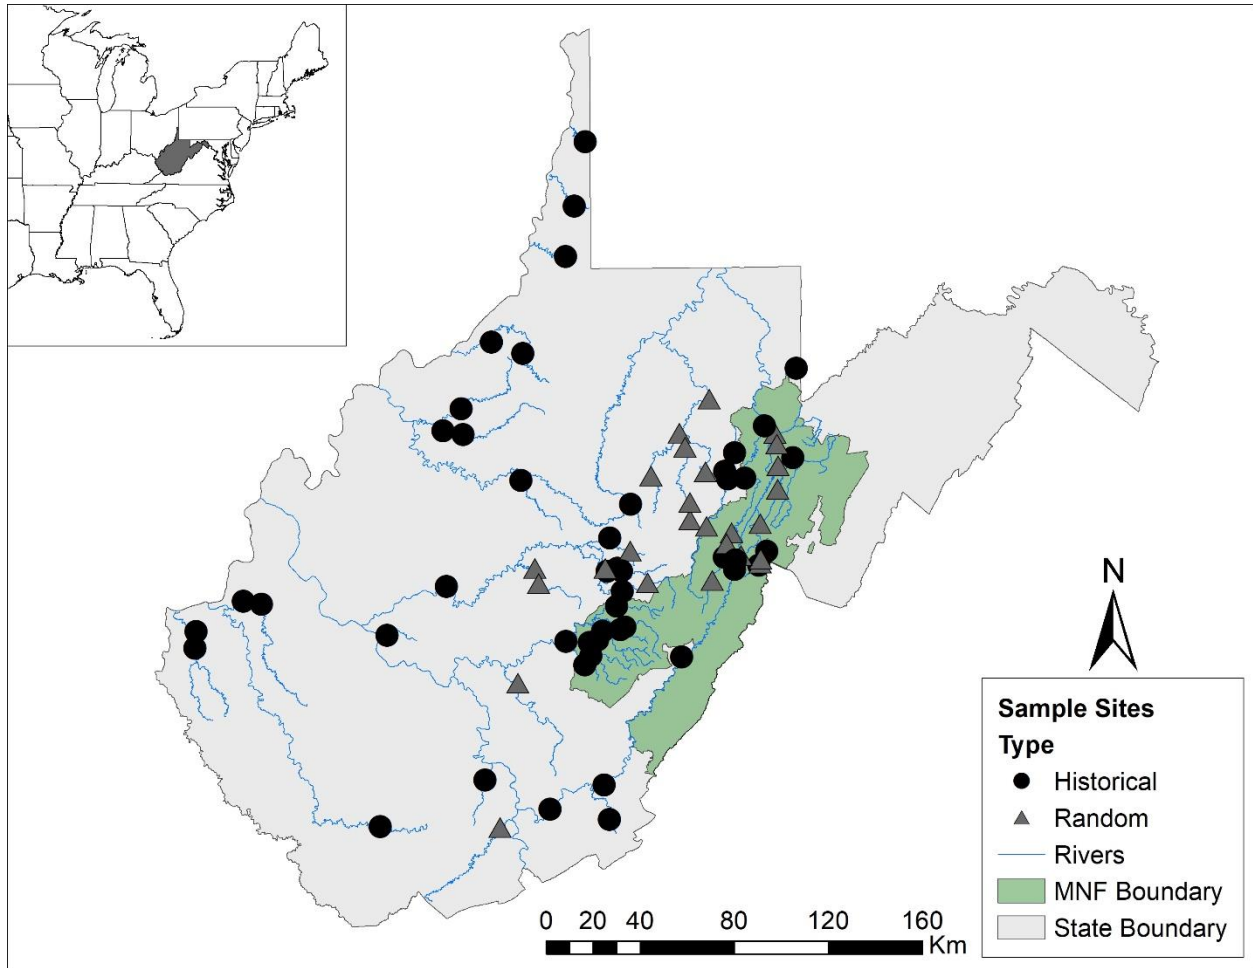 N
Sample Sites
Type
Historical
Random
Rivers
MNF Boundary
State Boundary
0 20 40 80 120 160
Km